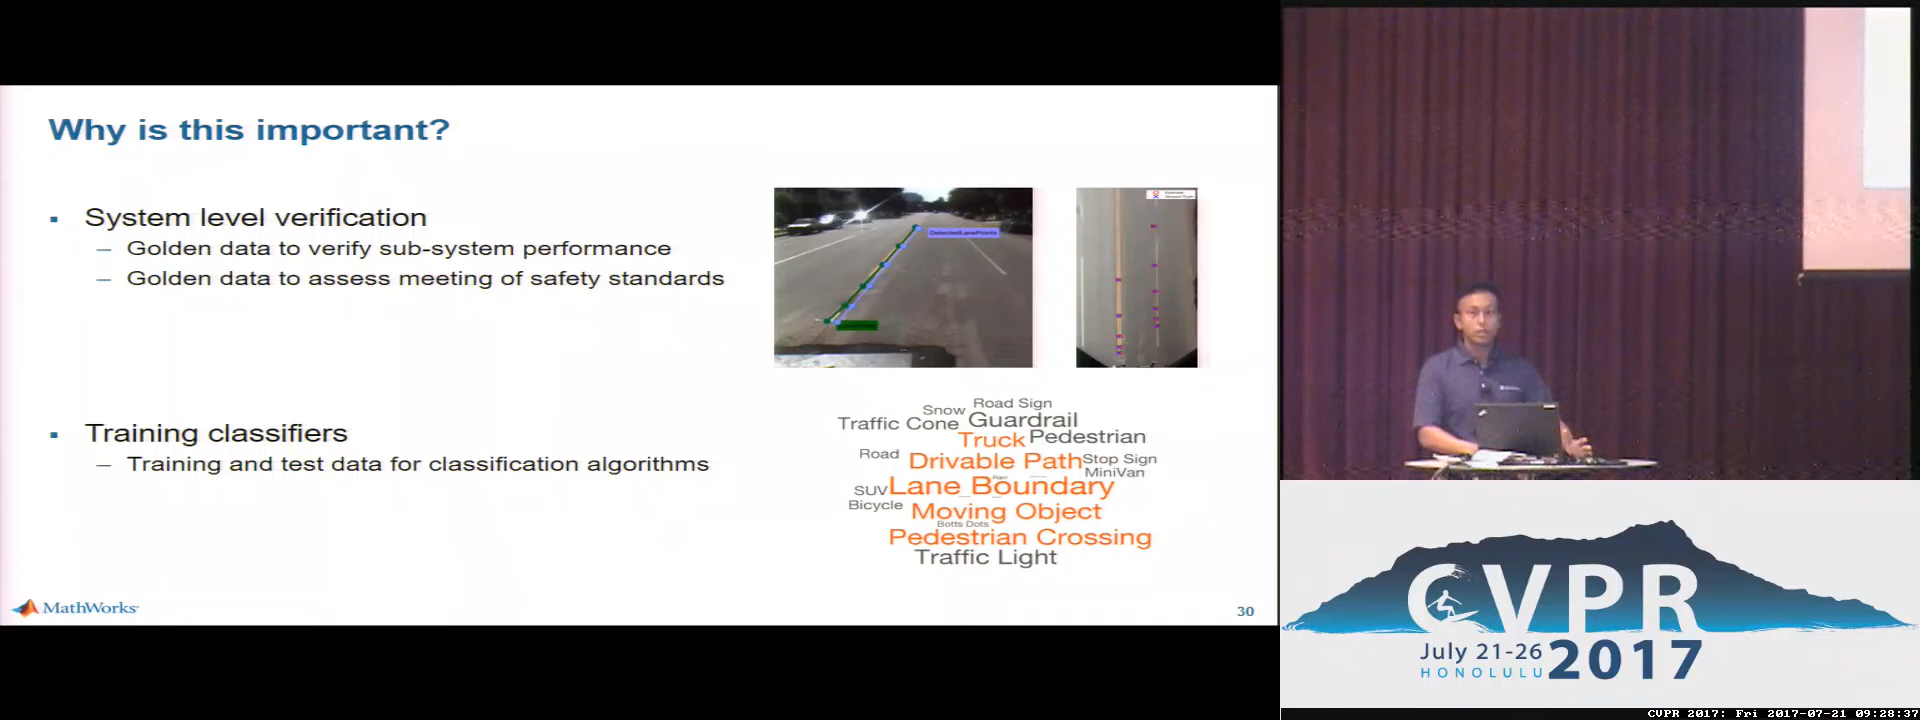 Why is this important?
▪ System level verification
– Golden data to verify sub-system performance
– Golden data to assess meeting of safety standards
DetectedLanePoints
▪ Training classifiers
– Training and test data for classification algorithms
Road Sign
Snow
Traffic Cone Guardrail
Truck Pedestrian
Road
Drivable Path Stop Sign
MiniVan
SUV Lane Boundary
Bicycle
Moving Object
Botts Dots
Pedestrian Crossing
Traffic Light
MathWorks
30
CVPR
July 21-26
HONOLULU
2017
CVPR 2017: Fri 2017-07-21 09:28:37